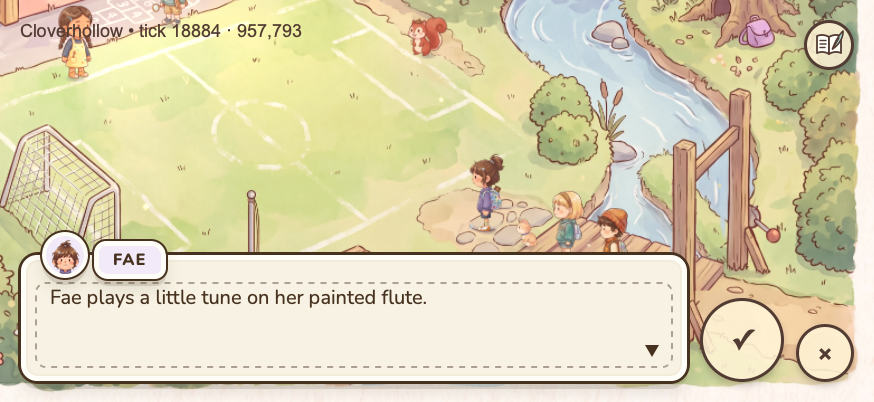 Cloverhollow • tick 18884 · 957,793
FAE
Fae plays a little tune on her painted flute.